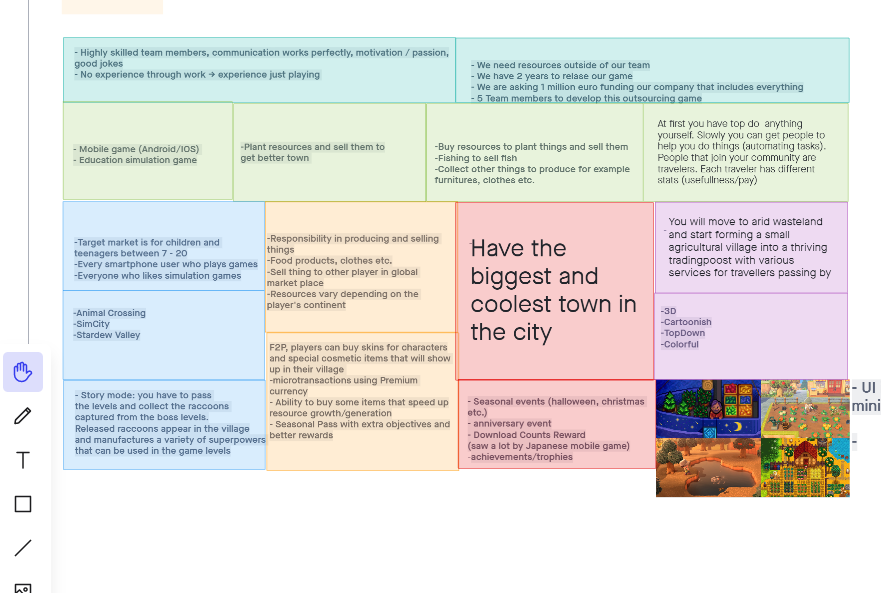 - Highly skilled team members, communication works perfectly, motivation / passion,
good jokes
- No experience through work → experience just playing
- We need resources outside of our team
- We have 2 years to relase our game
- We are asking 1 million euro funding our company that includes everything
- 5 Team members to develop this outsourcing game
- Mobile game (Android/IOS)
- Education simulation game
-Plant resources and sell them to
get better town
-Buy resources to plant things and sell them
-Fishing to sell fish
-Collect other things to produce for example
furnitures, clothes etc.
At first you have top do  anything
yourself. Slowly you can get people to
help you do things (automating tasks).
People that join your community are
travelers. Each traveler has different
stats (usefullness/pay)
-Target market is for children and
teenagers between 7 - 20
-Every smartphone user who plays games
-Everyone who likes simulation games
-Animal Crossing
-SimCity
-Stardew Valley
- Story mode: you have to pass
the levels and collect the raccoons
captured from the boss levels.
Released raccoons appear in the village
and manufactures a variety of superpowers
that can be used in the game levels
-Responsibility in producing and selling
things
-Food products, clothes etc.
-Sell thing to other player in global
market place
-Resources vary depending on the
player's continent
F2P, players can buy skins for characters
and special cosmetic items that will show
up in their village
-microtransactions using Premium
currency
- Ability to buy some items that speed up
resource growth/generation
- Seasonal Pass with extra objectives and
better rewards
Have the
biggest and
coolest town in
the city
- Seasonal events (halloween, christmas
etc.)
- anniversary event
- Download Counts Reward
(saw a lot by Japanese mobile game)
-achievements/trophies
You will move to arid wasteland
and start forming a small
agricultural village into a thriving
tradingpoost with various
services for travellers passing by
-3D
-Cartoonish
-TopDown
-Colorful
- UI
mini
-
T